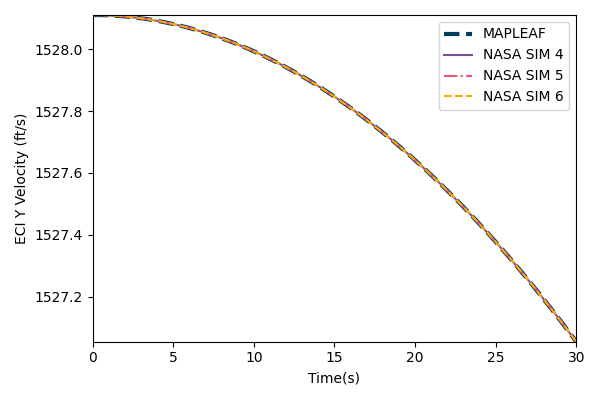 ECI Y Velocity (ft/s)
1528.0
1527.8
1527.6
1527.4
1527.2
MAPLEAF
NASA SIM 4
NASA SIM 5
NASA SIM 6
0 5 10 15 20 25 30
Time(s)